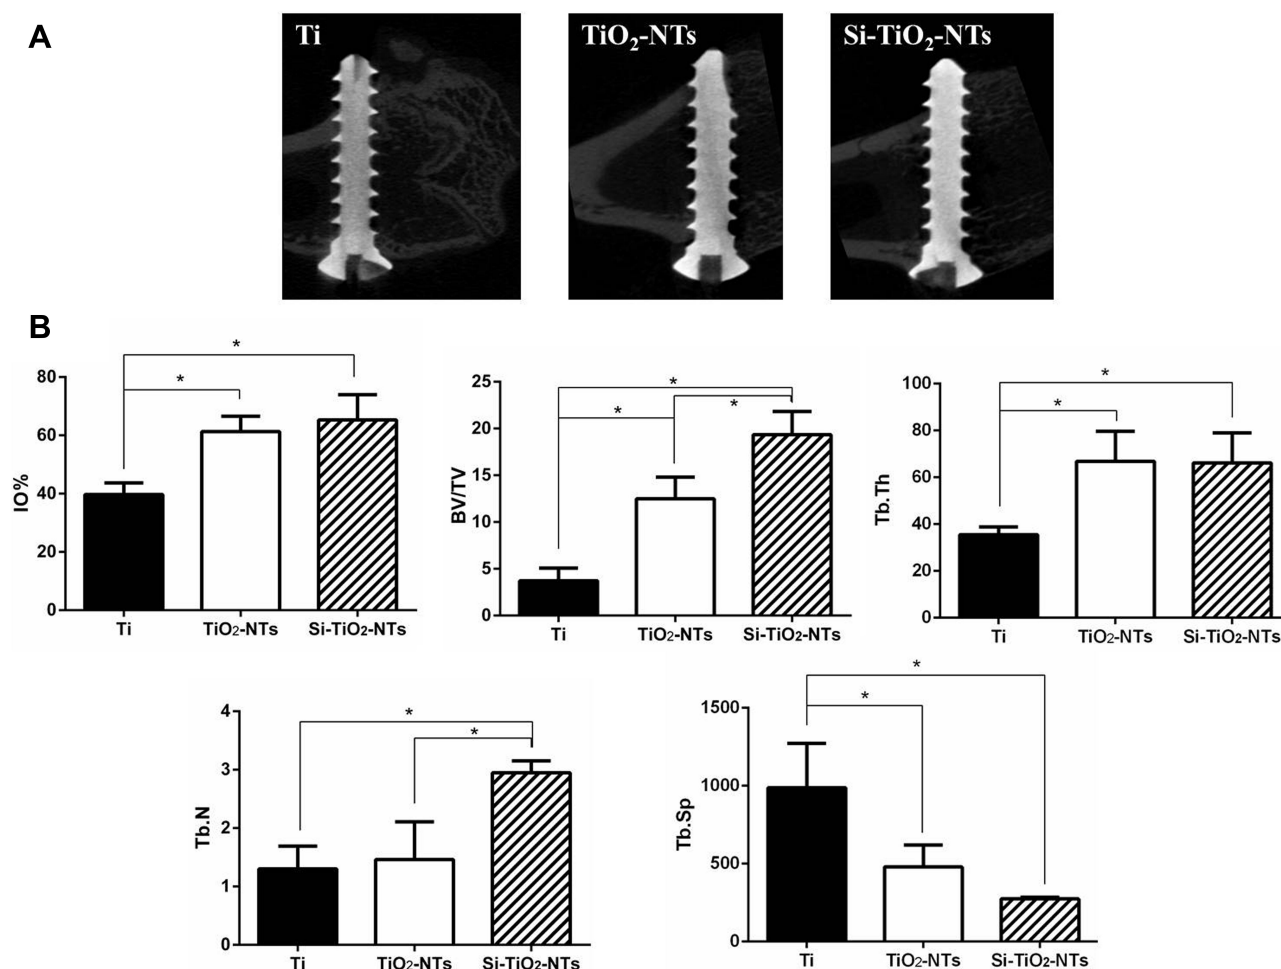 A
Ti
TiO2-NTs
Si-TiO2-NTs
B
*
*
IO%
80
60
40
20
0
Ti
TiO2-NTs
Si-TiO2-NTs
*
*
*
BV/TV
25
20
15
10
5
0
Ti
TiO2-NTs
Si-TiO2-NTs
*
*
Tb.Th
100
80
60
40
20
0
Ti
TiO2-NTs
Si-TiO2-NTs
*
*
Tb.N
4
3
2
1
0
Ti
TiO2-NTs
Si-TiO2-NTs
*
*
Tb.Sp
1500
1000
500
0
Ti
TiO2-NTs
Si-TiO2-NTs